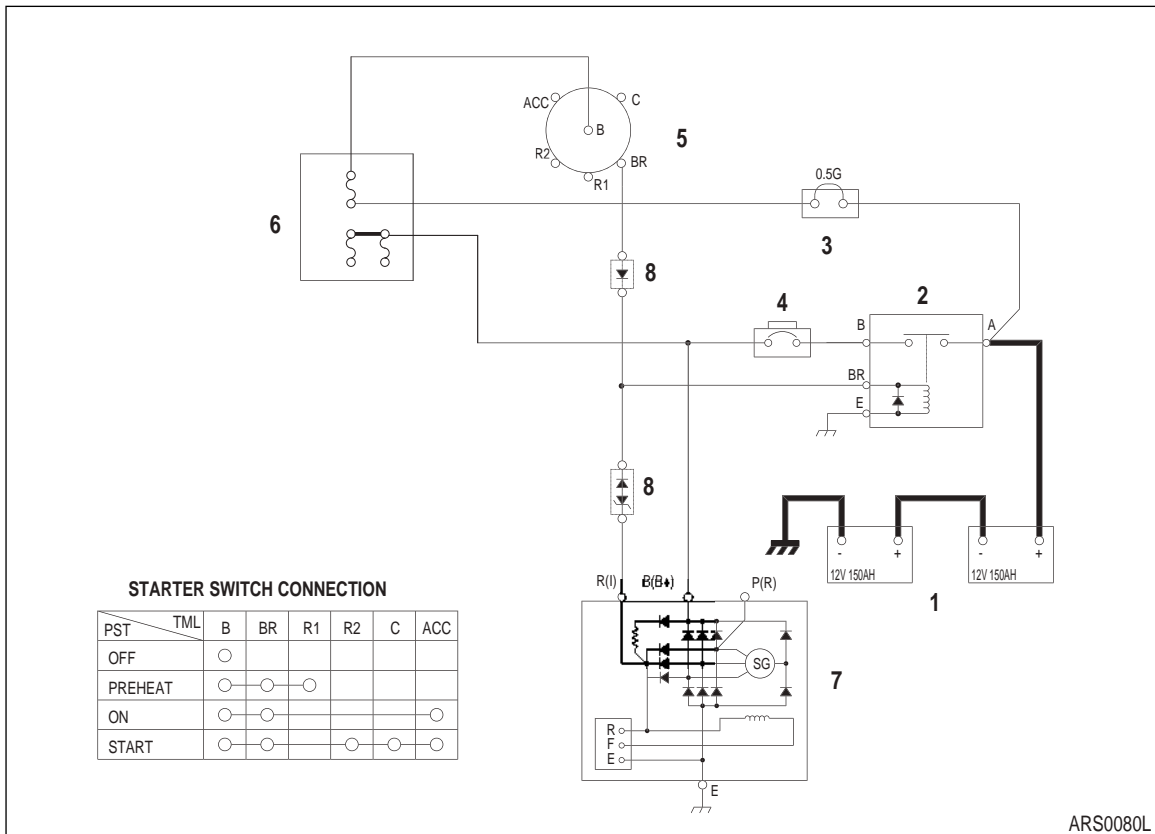 ACC
C
B
5
R2
BR
R1
0.5G
6
3
8
4
2
B
A
BR
E
8
-
+
-
+
12V 150AH
12V 150AH
1
R(I)
P(R)
STARTER SWITCH CONNECTION
PST TML B BR R1 R2 C ACC
OFF
PREHEAT
ON
START
SG
7
R
F
E
E
ARS0080L